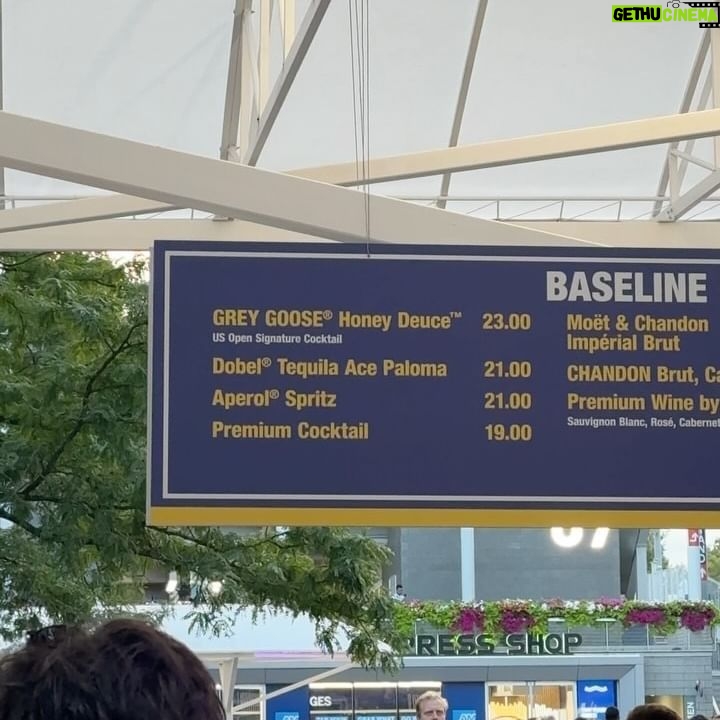 GETHU CINEMA
BASELINE
GREY GOOSE® Honey Deuce™ 23.00
US Open Signature Cocktail
Dobel® Tequila Ace Paloma 21.00
Aperol® Spritz 21.00
Premium Cocktail 19.00
Moët & Chandon
Impérial Brut
CHANDON Brut, Ca
Premium Wine by
Sauvignon Blanc, Rosé, Cabernet
PRESS SHOP
GES